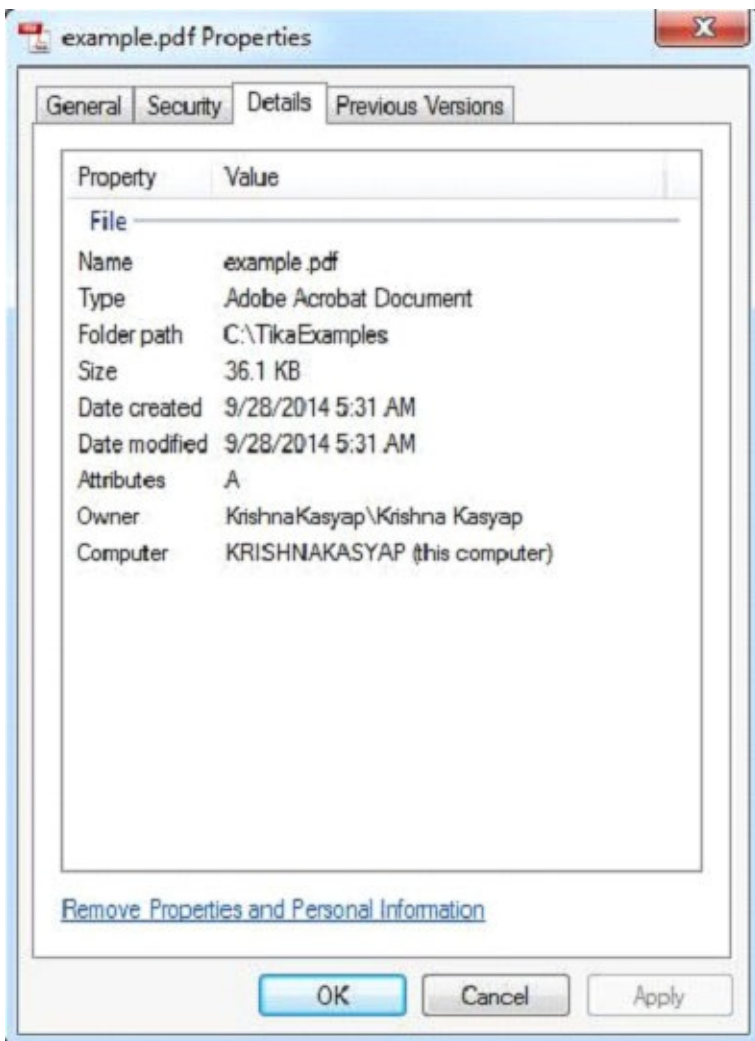 example.pdf Properties
General Security Details Previous Versions
Property Value
File
Name example.pdf
Type Adobe Acrobat Document
Folder path C:\TikaExamples
Size 36.1 KB
Date created 9/28/2014 5:31 AM
Date modified 9/28/2014 5:31 AM
Attributes A
Owner KrishnaKasyap\Krishna Kasyap
Computer KRISHNAKASYAP (this computer)
Remove Properties and Personal Information
OK Cancel Apply